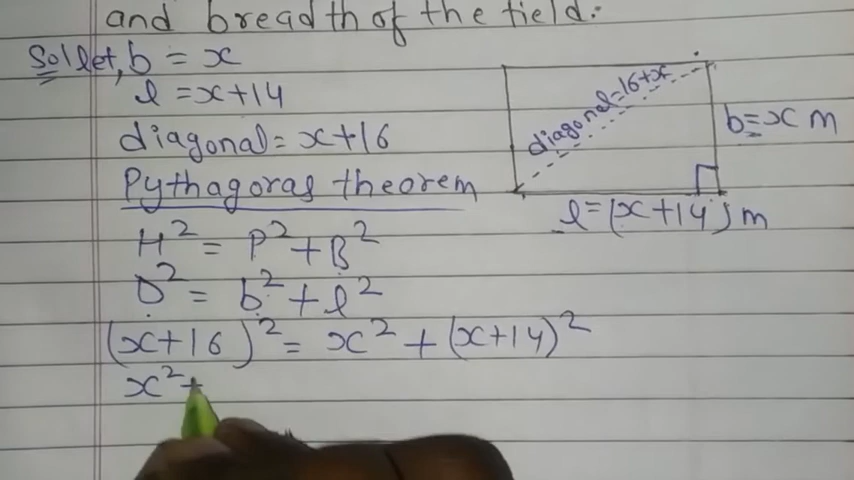 and breadth of the field.
Sol let, b = x
l = x+14
diagonal = x+16
Pythagoras theorem
H² = P² + B²
D² = b² + l²
(x+16)² = x² + (x+14)²
x² +
diagonal=16+x
b=x m
l=(x+14) m